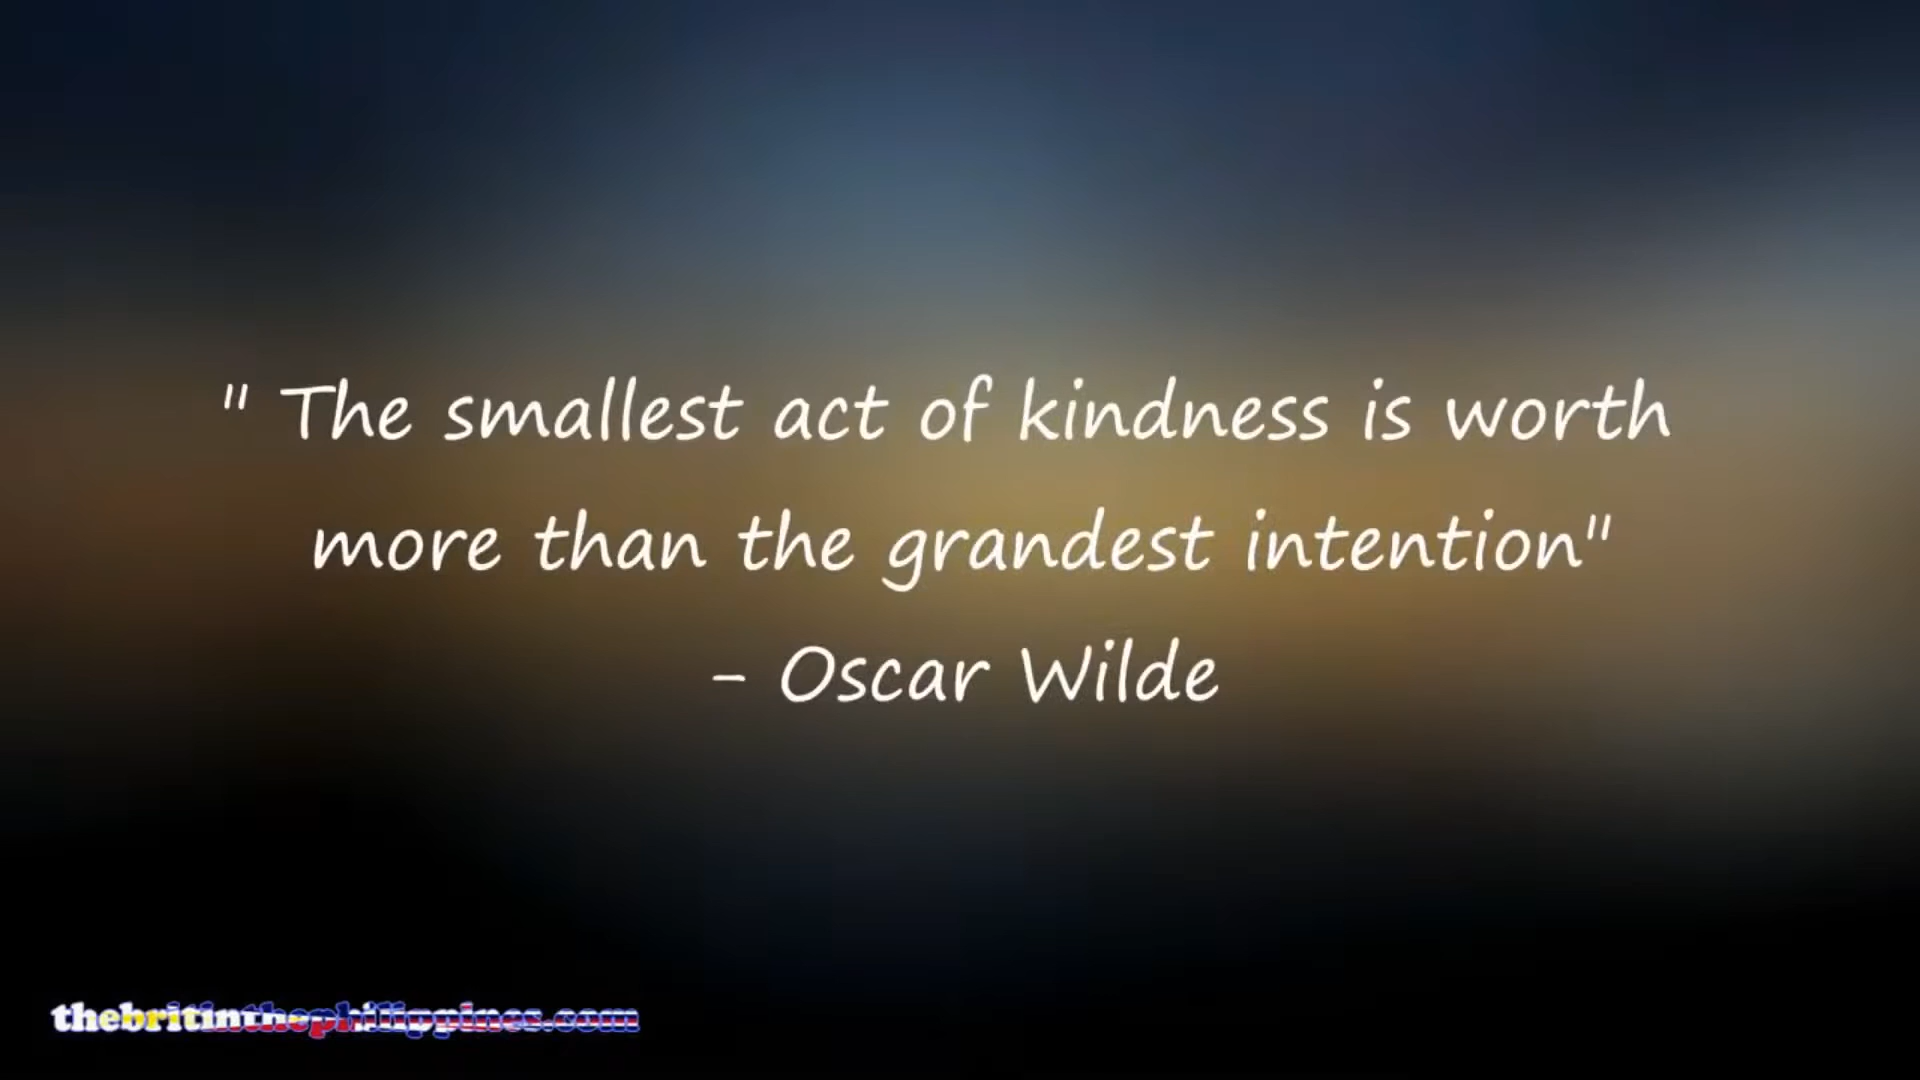 " The smallest act of kindness is worth
more than the grandest intention"
- Oscar Wilde
thebritinthephilippines.com